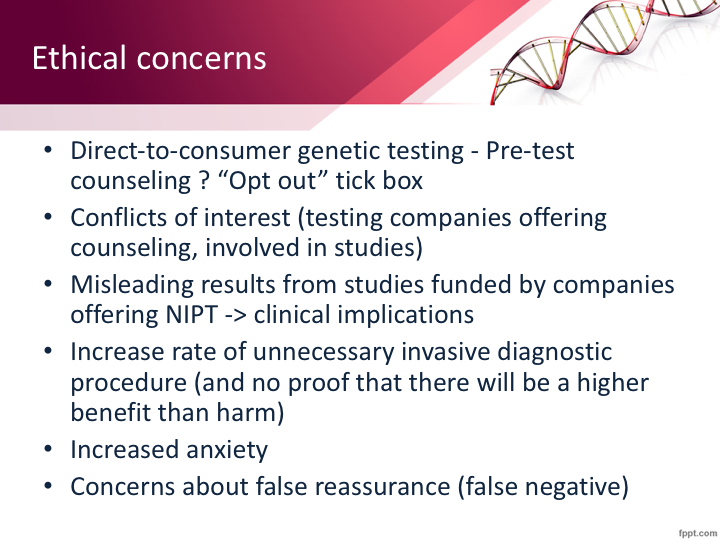 Ethical concerns
• Direct-to-consumer genetic testing - Pre-test
counseling ? “Opt out” tick box
• Conflicts of interest (testing companies offering
counseling, involved in studies)
• Misleading results from studies funded by companies
offering NIPT -> clinical implications
• Increase rate of unnecessary invasive diagnostic
procedure (and no proof that there will be a higher
benefit than harm)
• Increased anxiety
• Concerns about false reassurance (false negative)
fppt.com